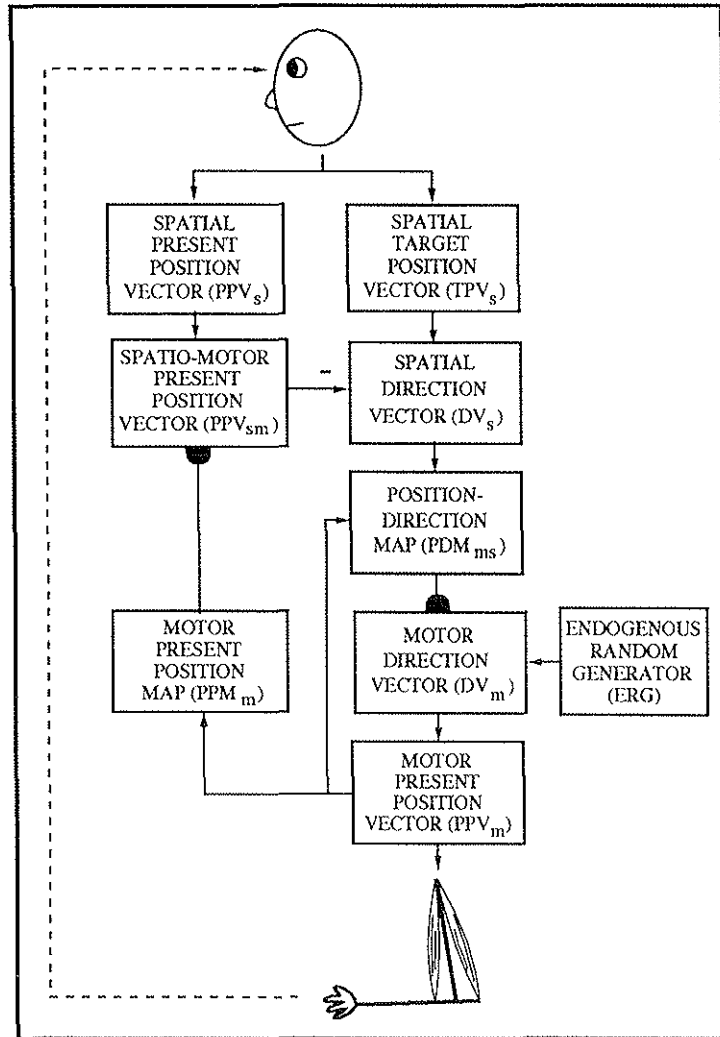 SPATIAL
PRESENT
POSITION
VECTOR (PPVs)
SPATIAL
TARGET
POSITION
VECTOR (TPVs)
SPATIO-MOTOR
PRESENT
POSITION
VECTOR (PPVsm)
-
SPATIAL
DIRECTION
VECTOR (DVs)
POSITION-
DIRECTION
MAP (PDMms)
MOTOR
PRESENT
POSITION
MAP (PPMm)
MOTOR
DIRECTION
VECTOR (DVm)
ENDOGENOUS
RANDOM
GENERATOR
(ERG)
MOTOR
PRESENT
POSITION
VECTOR (PPVm)